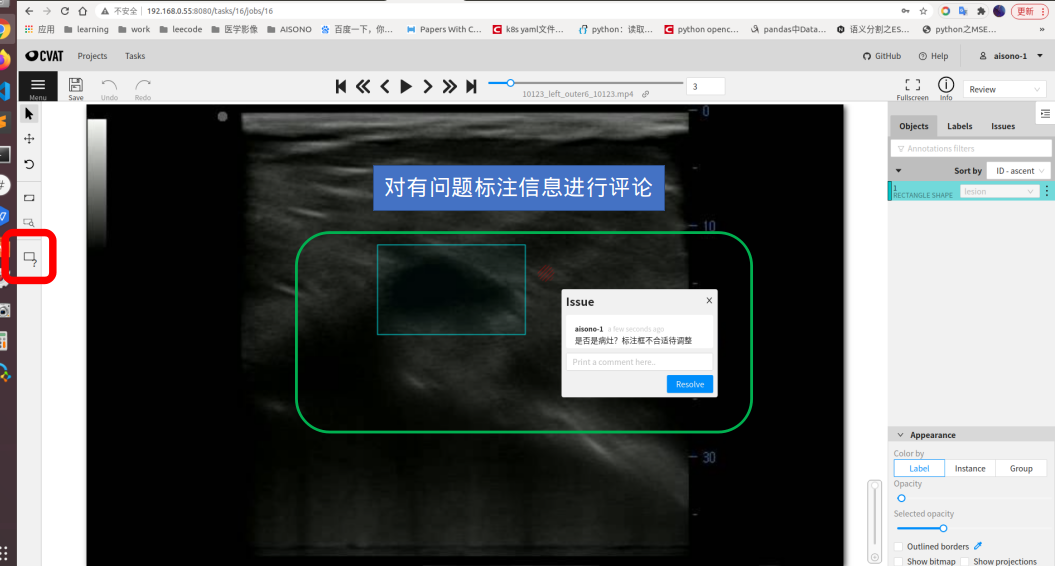 不安全 | 192.168.0.55:8080/tasks/16/jobs/16
更新
应用 learning work leecode 医学影像 AISONO 百度一下，你... Papers With C... k8s yaml文件... python：读取... python openc... pandas中Data... 语义分割之ES... python之MSE...
CVAT Projects Tasks GitHub Help aisono-1
Menu Save Undo Redo
10123_left_outer6_10123.mp4
3
Fullscreen Info Review
Objects Labels Issues
Annotations filters
Sort by ID - ascent
1
RECTANGLE SHAPE lesion
0
对有问题标注信息进行评论
10
Issue X
aisono-1 a few seconds ago
是否是病灶？标注框不合适待调整
Print a comment here..
Resolve
30
Appearance
Color by
Label Instance Group
Opacity
Selected opacity
Outlined borders
Show bitmap Show projections